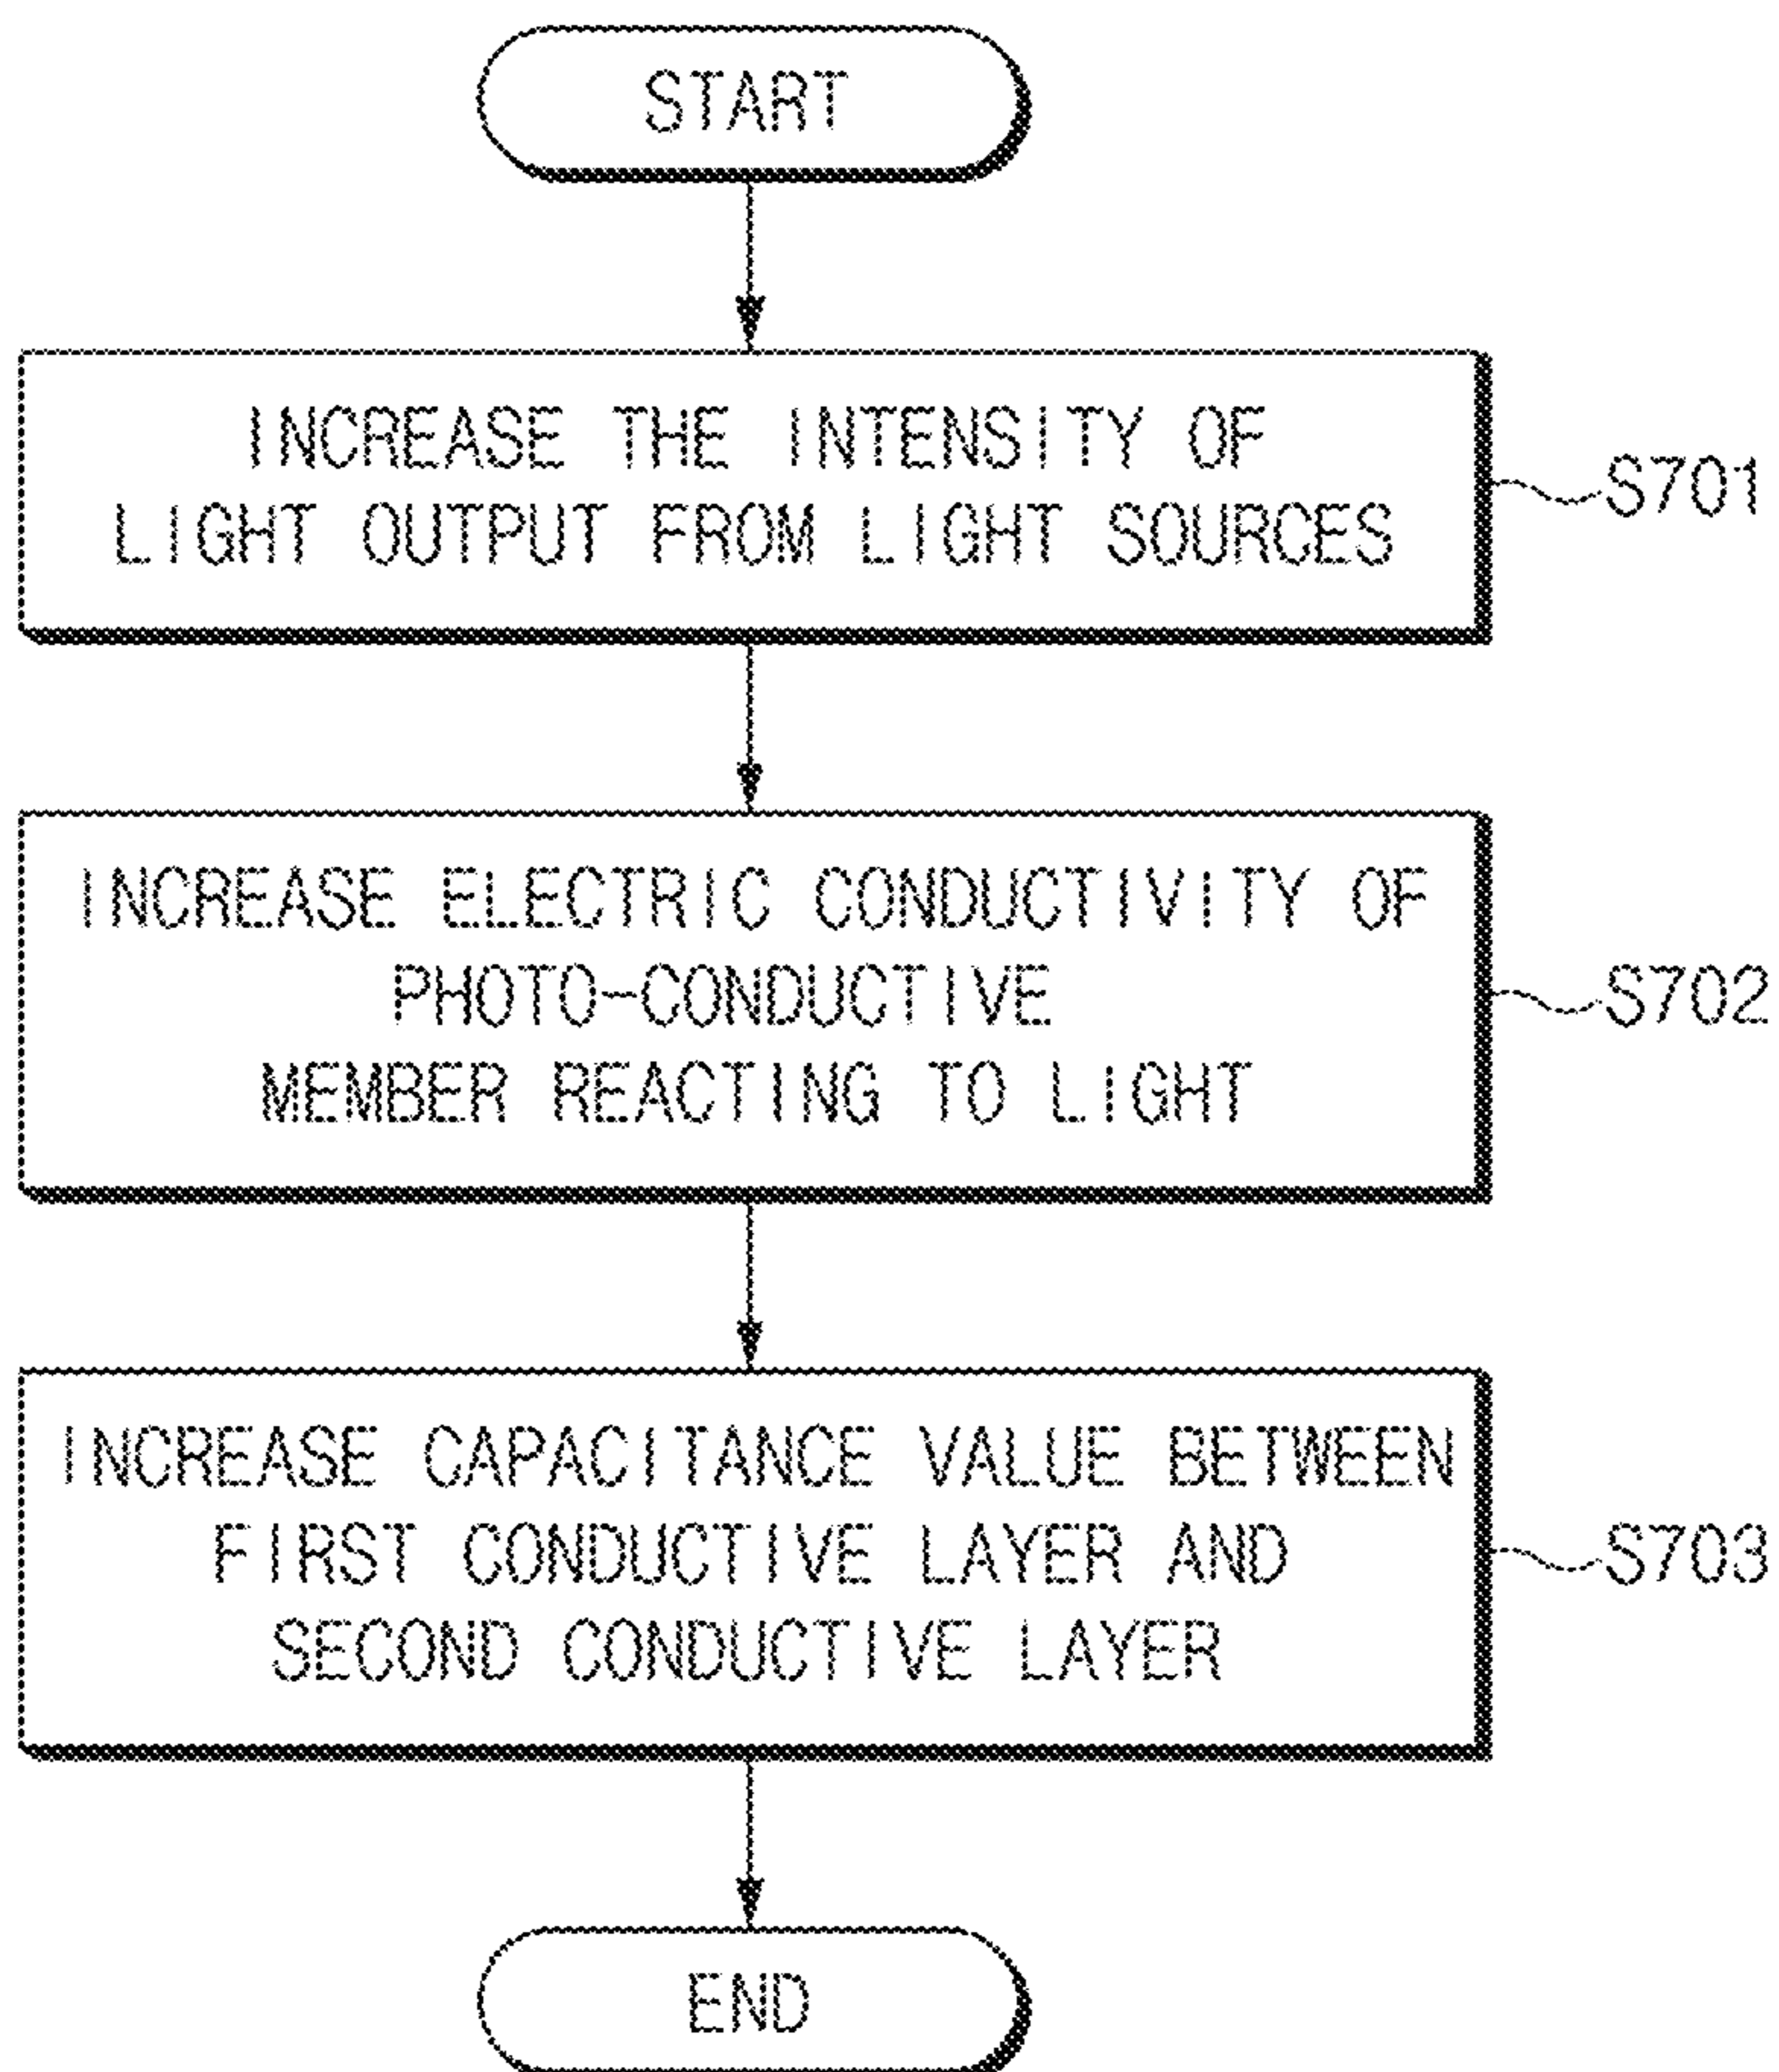 START
INCREASE THE INTENSITY OF
LIGHT OUTPUT FROM LIGHT SOURCES
S701
INCREASE ELECTRIC CONDUCTIVITY OF
PHOTO-CONDUCTIVE
MEMBER REACTING TO LIGHT
S702
INCREASE CAPACITANCE VALUE BETWEEN
FIRST CONDUCTIVE LAYER AND
SECOND CONDUCTIVE LAYER
S703
END